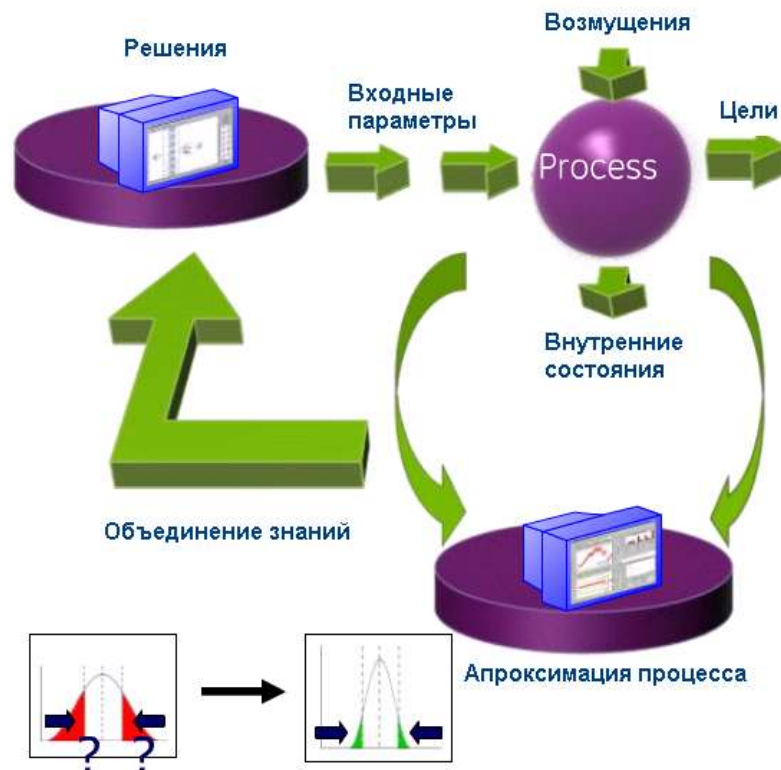 Возмущения
Решения
Входные
параметры
Цели
Process
Внутренние
состояния
Объединение знаний
Апроксимация процесса
? ?